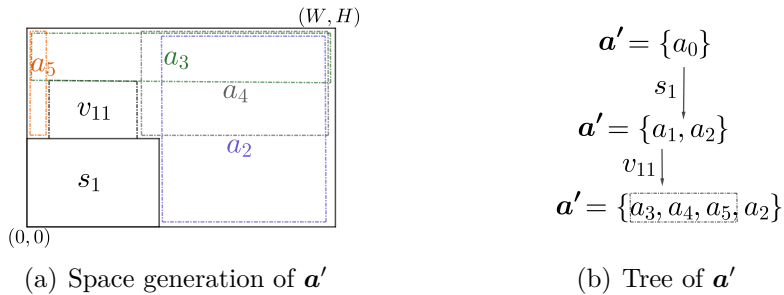 (W, H)
a₅
a₃
a₄
v₁₁
a₂
s₁
(0, 0)
(a) Space generation of a′
a′ = {a₀}
s₁
a′ = {a₁, a₂}
v₁₁
a′ = {a₃, a₄, a₅, a₂}
(b) Tree of a′